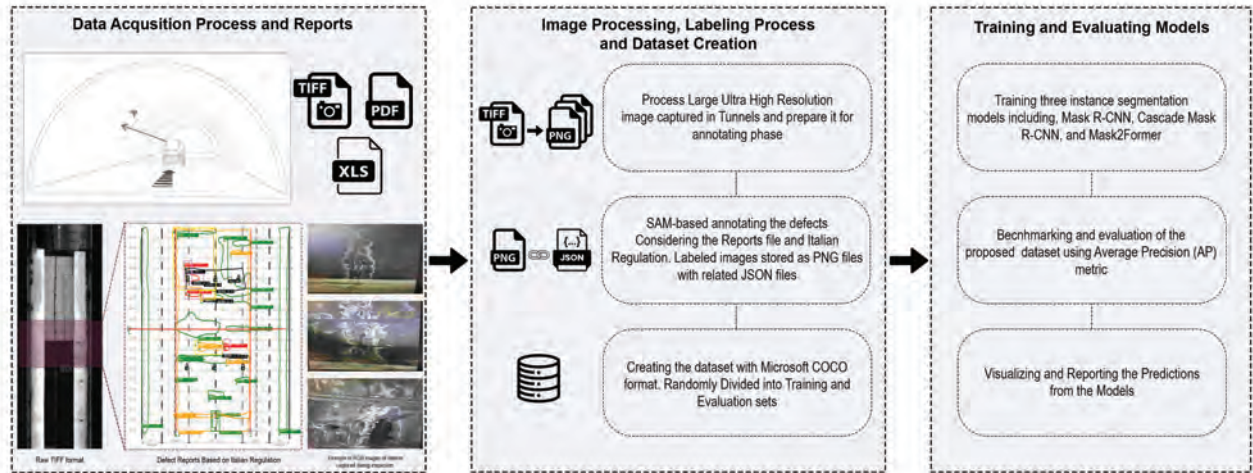 Data Acqusition Process and Reports
TIFF
PDF
XLS
Raw TIFF format
Defect Reports Based on Italian Regulation
Image Processing, Labeling Process
and Dataset Creation
TIFF
PNG
Process Large Ultra High Resolution
image captured in Tunnels and prepare it for
annotating phase
PNG
{...}
JSON
SAM-based annotating the defects
Considering the Reports file and Italian
Regulation. Labeled images stored as PNG files
with related JSON files
Creating the dataset with Microsoft COCO
format. Randomly Divided into Training and
Evaluation sets
Training and Evaluating Models
Training three instance segmentation
models including, Mask R-CNN, Cascade Mask
R-CNN, and Mask2Former
Becnhmarking and evaluation of the
proposed dataset using Average Precision (AP)
metric
Visualizing and Reporting the Predictions
from the Models